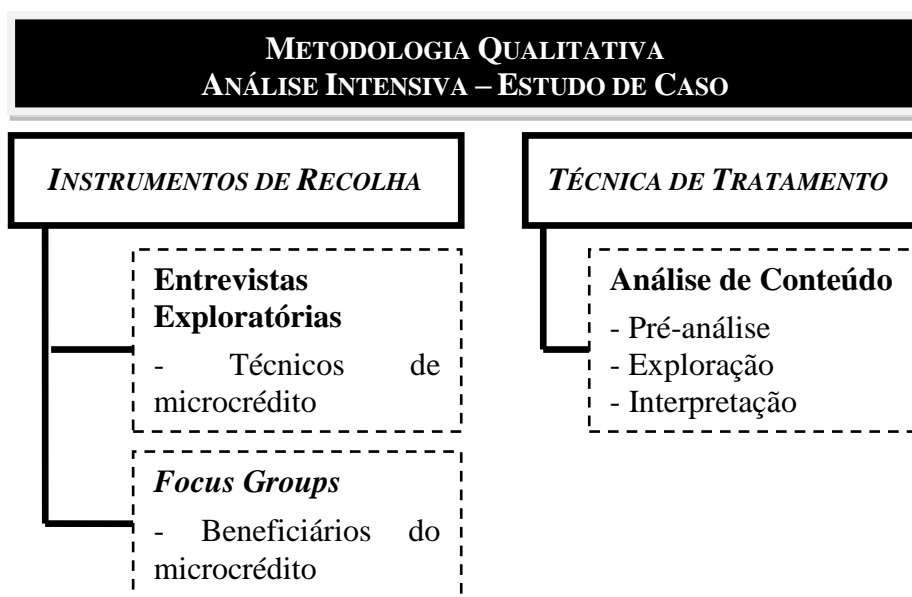 METODOLOGIA QUALITATIVA
ANÁLISE INTENSIVA – ESTUDO DE CASO
INSTRUMENTOS DE RECOLHA
Entrevistas
Exploratórias
- Técnicos de
microcrédito
Focus Groups
- Beneficiários do
microcrédito
TÉCNICA DE TRATAMENTO
Análise de Conteúdo
- Pré-análise
- Exploração
- Interpretação